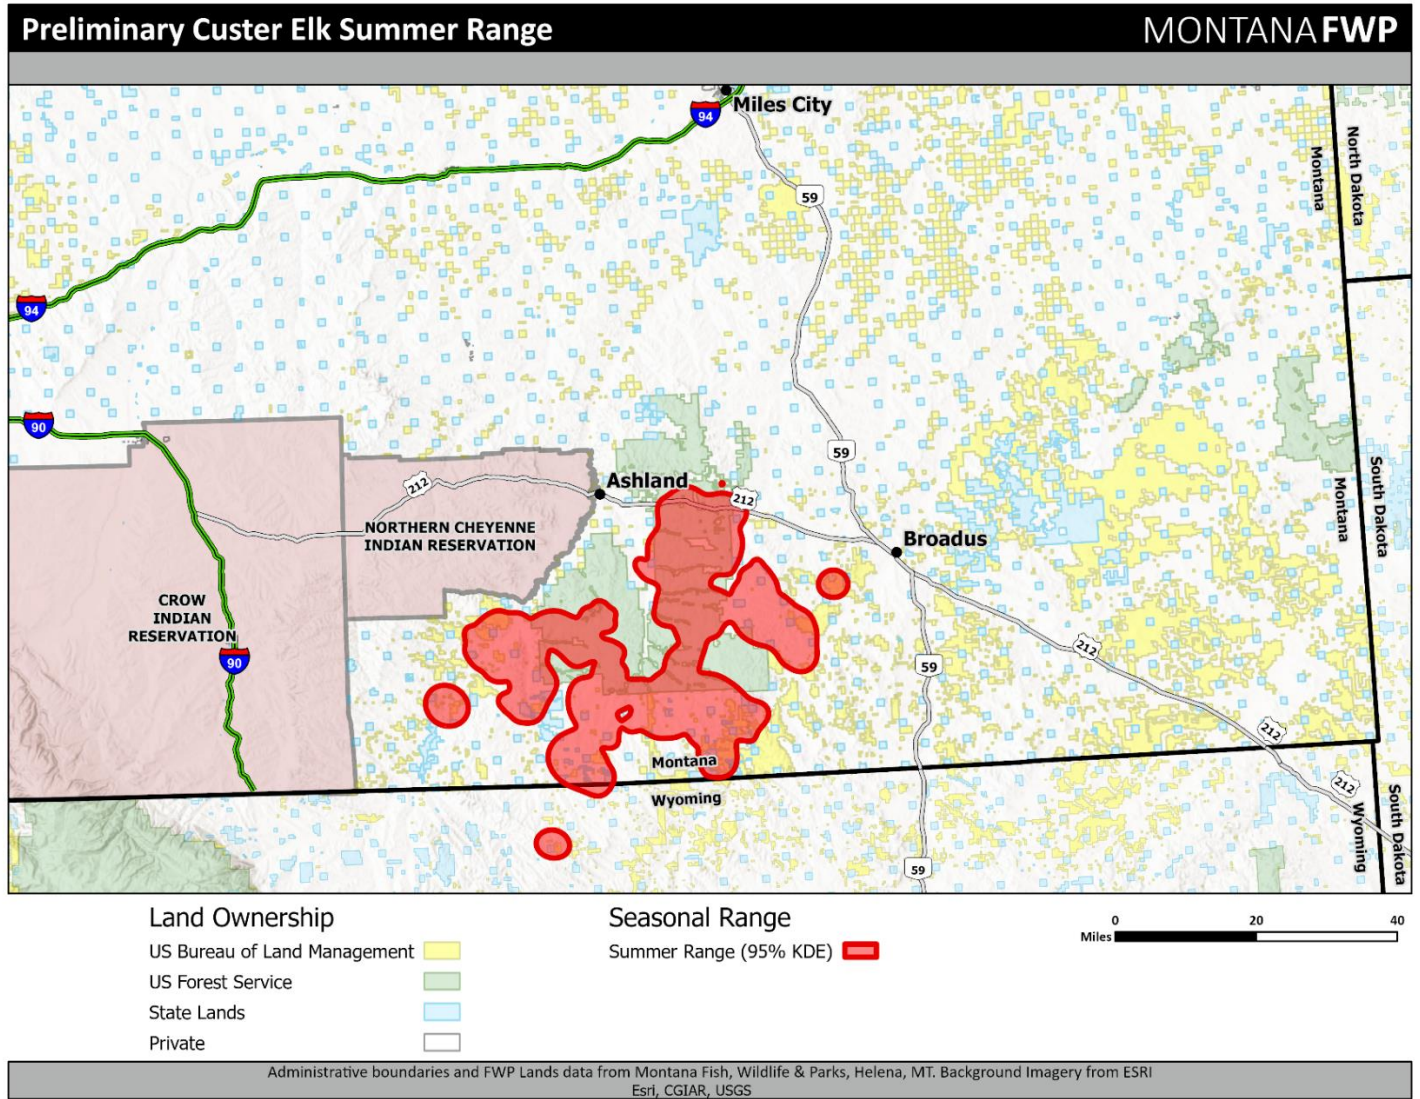 Preliminary Custer Elk Summer Range
MONTANA FWP
Miles City
94
59
North Dakota
Montana
94
90
59
212
Ashland
212
NORTHERN CHEYENNE
INDIAN RESERVATION
Broadus
South Dakota
Montana
CROW
INDIAN
RESERVATION
90
59
212
212
Montana
Wyoming
212
Wyoming
South Dakota
59
Land Ownership
US Bureau of Land Management
US Forest Service
State Lands
Private
Seasonal Range
Summer Range (95% KDE)
0 20 40
Miles
Administrative boundaries and FWP Lands data from Montana Fish, Wildlife & Parks, Helena, MT. Background Imagery from ESRI
Esri, CGIAR, USGS